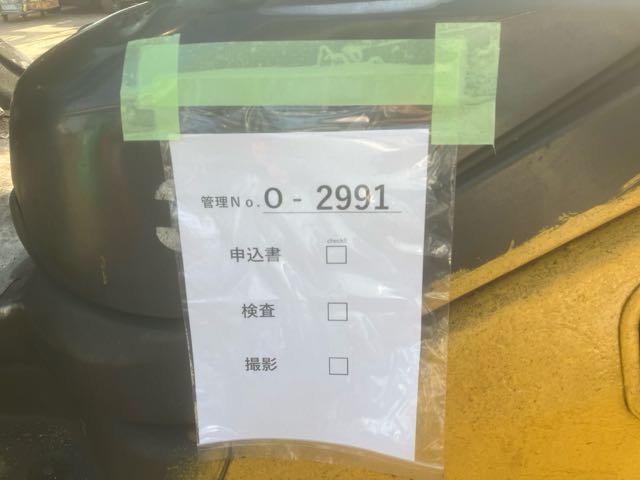 管理No. O - 2991
check!!
申込書 □
検査 □
撮影 □